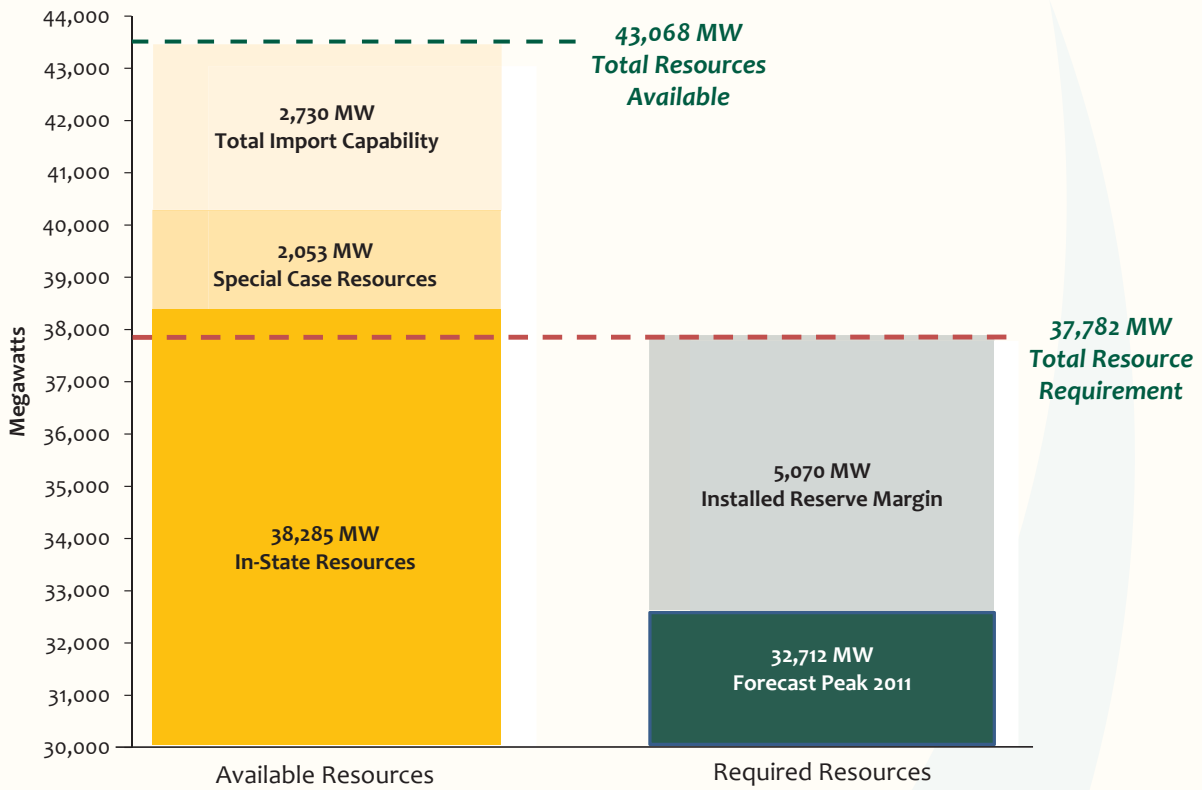 44,000
43,000
42,000
41,000
40,000
39,000
38,000
37,000
36,000
35,000
34,000
33,000
32,000
31,000
30,000
Megawatts
43,068 MW
Total Resources
Available
2,730 MW
Total Import Capability
2,053 MW
Special Case Resources
38,285 MW
In-State Resources
37,782 MW
Total Resource
Requirement
5,070 MW
Installed Reserve Margin
32,712 MW
Forecast Peak 2011
Available Resources
Required Resources